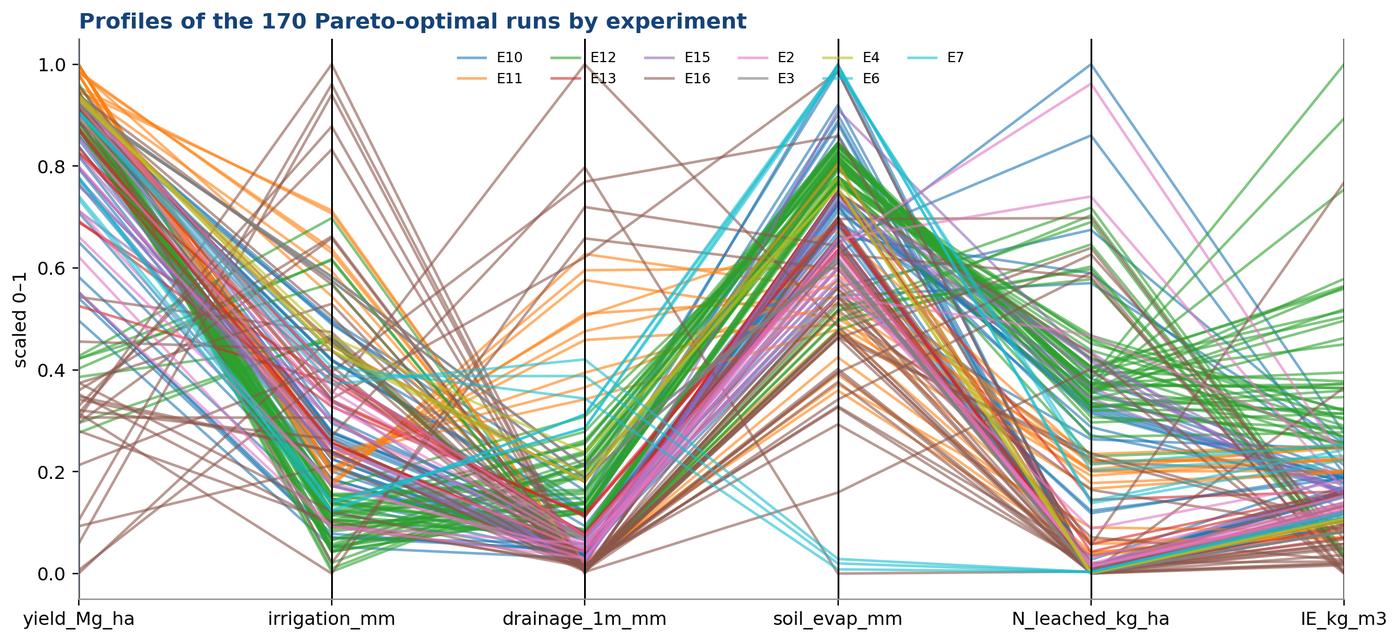 Profiles of the 170 Pareto-optimal runs by experiment
E10 E12 E15 E2 E4 E7
E11 E13 E16 E3 E6
1.0
0.8
0.6
0.4
0.2
0.0
scaled 0–1
yield_Mg_ha irrigation_mm drainage_1m_mm soil_evap_mm N_leached_kg_ha IE_kg_m3